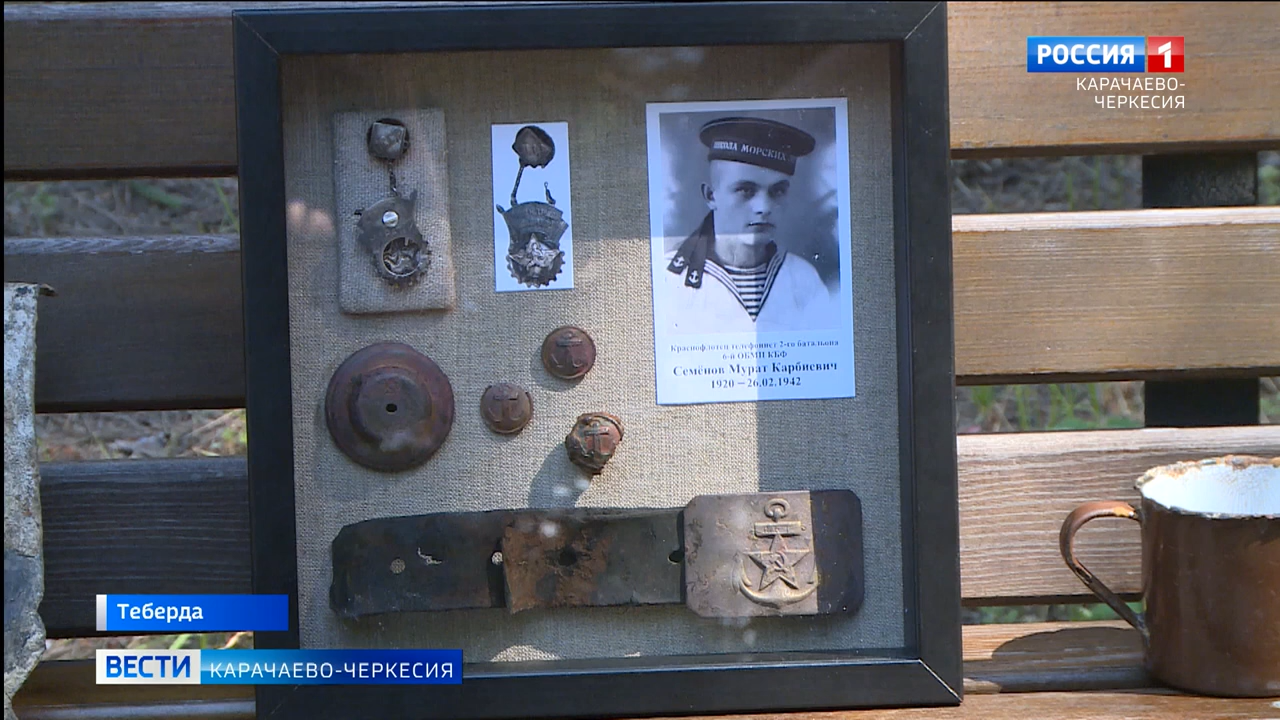 РОССИЯ 1
КАРАЧАЕВО-
ЧЕРКЕСИЯ
ШКОЛА МОРСКИХ
Краснофлотец телефонист 2-го батальона
6-й ОБМП КБФ
Семёнов Мурат Карбиевич
1920 – 26.02.1942
Теберда
ВЕСТИ КАРАЧАЕВО-ЧЕРКЕСИЯ